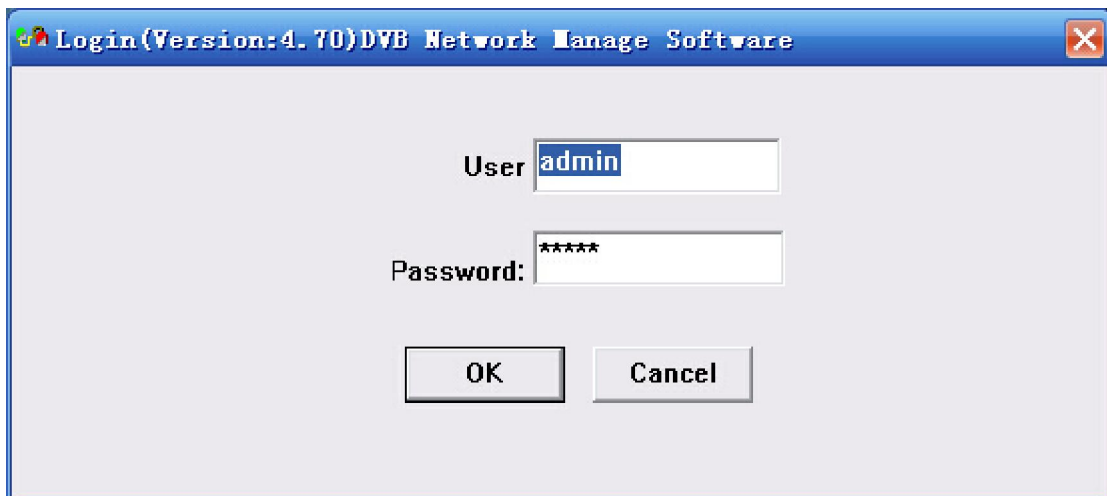 Login(Version:4.70)DVB Network Manage Software
User admin
Password: *****
OK Cancel